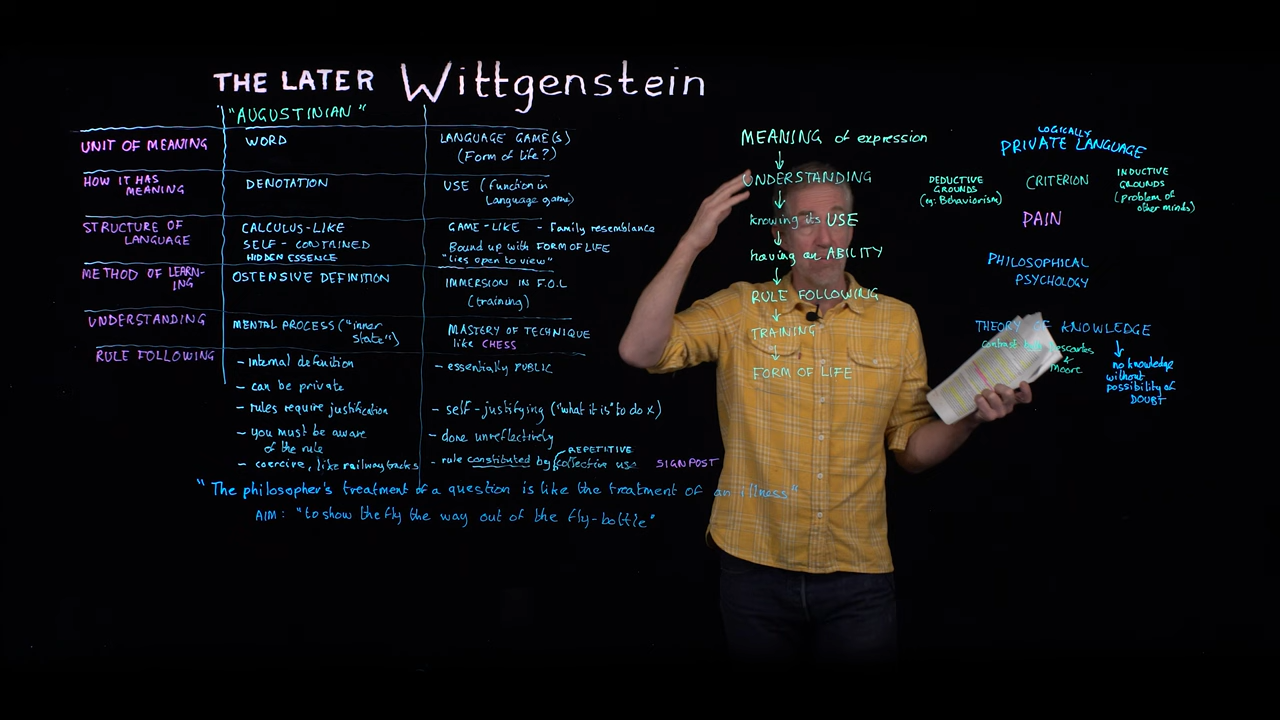 THE LATER Wittgenstein
"AUGUSTINIAN"
UNIT OF MEANING
WORD
LANGUAGE GAME(S)
(Form of life?)
HOW IT HAS
MEANING
DENOTATION
USE (function in
Language game)
STRUCTURE OF
LANGUAGE
CALCULUS-LIKE
SELF-CONTAINED
HIDDEN ESSENCE
GAME-LIKE - Family resemblance
Bound up with FORM OF LIFE
"lies open to view"
METHOD OF LEARN-
ING
OSTENSIVE DEFINITION
IMMERSION IN F.O.L
(training)
UNDERSTANDING
MENTAL PROCESS ("inner
state")
MASTERY OF TECHNIQUE
like CHESS
RULE FOLLOWING
- internal definition
- can be private
- rules require justification
- you must be aware
of the rule
- coercive, like railway tracks
- essentially PUBLIC
- self-justifying ("what it is" to do x)
- done unreflectively
- rule constituted by
REPETITIVE
collective use
SIGNPOST
"The philosopher's treatment of a question is like the treatment of an illness"
AIM: "to show the fly the way out of the fly-bottle"
MEANING of expression
↓
UNDERSTANDING
↓
knowing its USE
↓
having an ABILITY
↓
RULE FOLLOWING
↓
TRAINING
↓
FORM OF LIFE
LOGICALLY
PRIVATE LANGUAGE
DEDUCTIVE
GROUNDS
(eg: Behaviorism)
CRITERION
INDUCTIVE
GROUNDS
(problem of
other minds)
PAIN
PHILOSOPHICAL
PSYCHOLOGY
THEORY OF KNOWLEDGE
contrast both Descartes
&
Moore
↓
no knowledge
without
possibility of
DOUBT